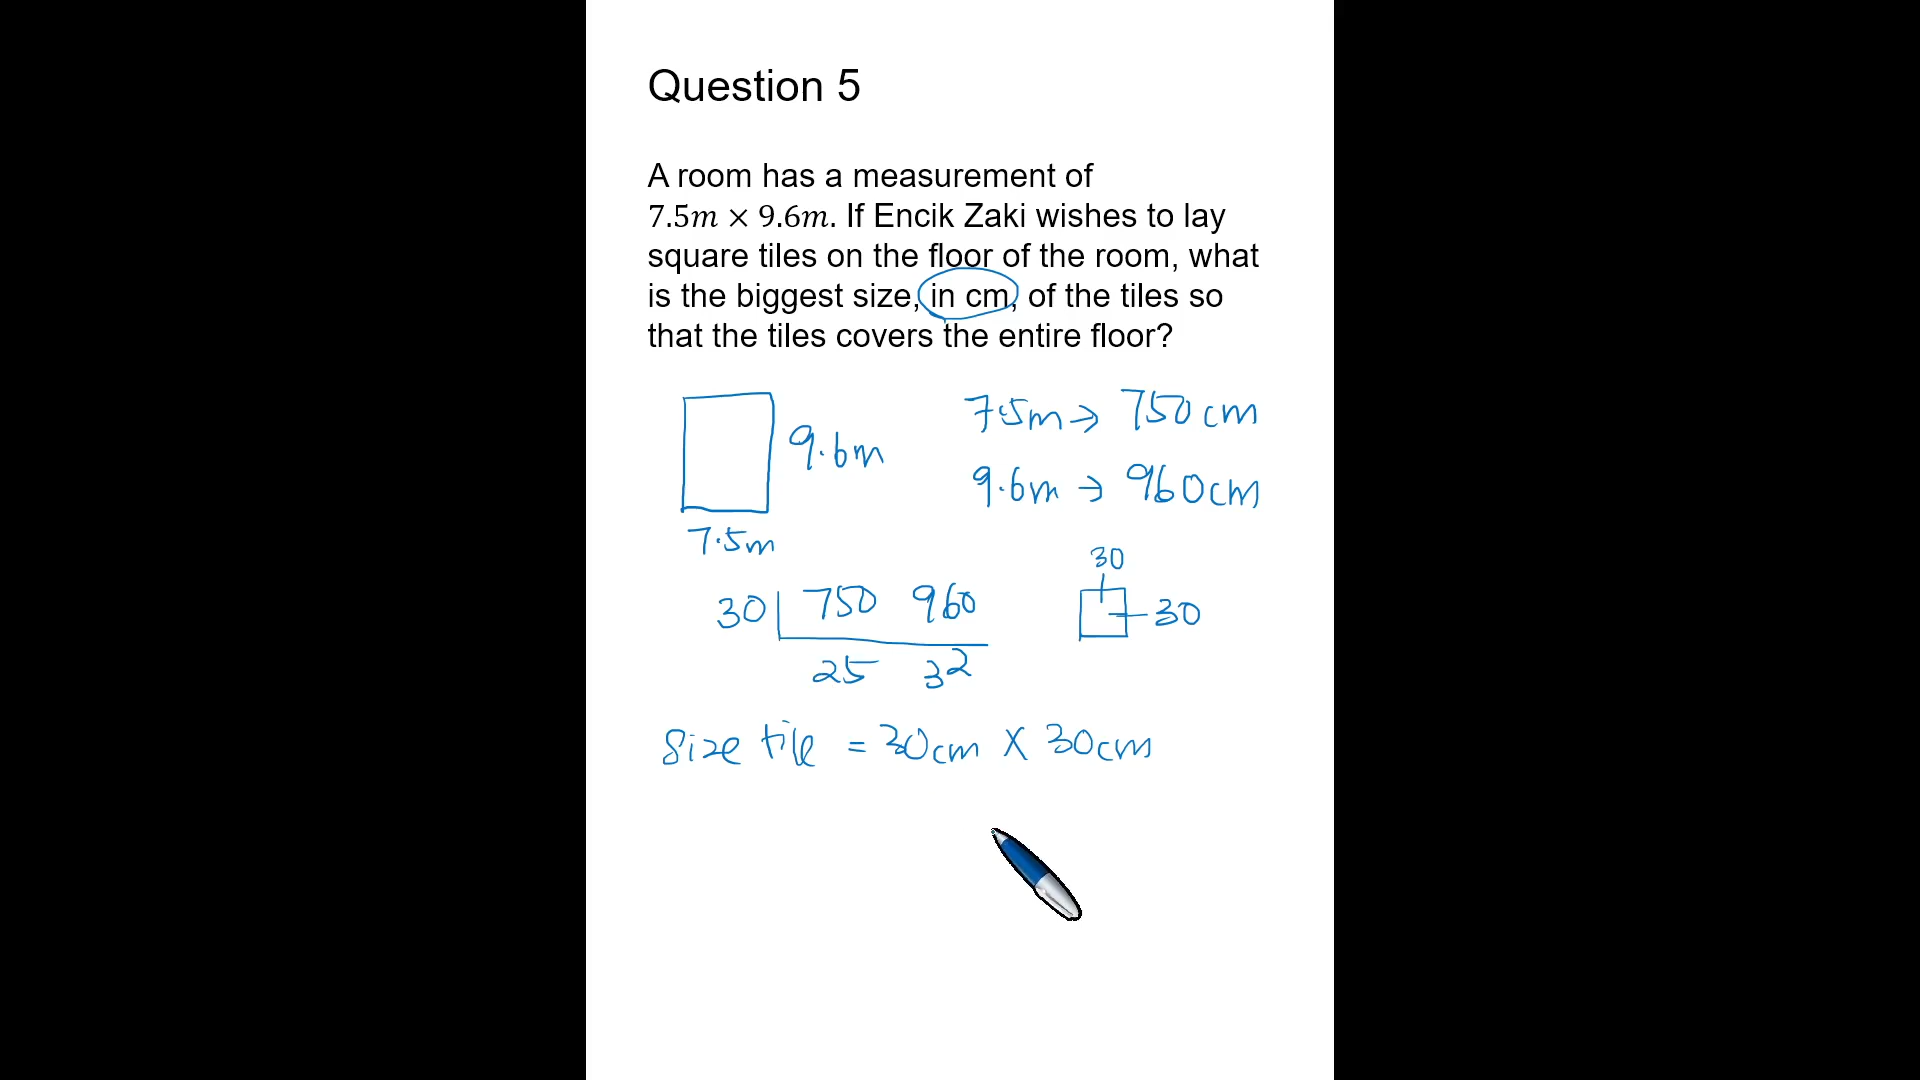 Question 5
A room has a measurement of
7.5m × 9.6m. If Encik Zaki wishes to lay
square tiles on the floor of the room, what
is the biggest size, in cm, of the tiles so
that the tiles covers the entire floor?
9.6m
7.5m
7.5m → 750cm
9.6m → 960cm
30 750 960
25 32
30
30
Size tile = 30cm X 30cm